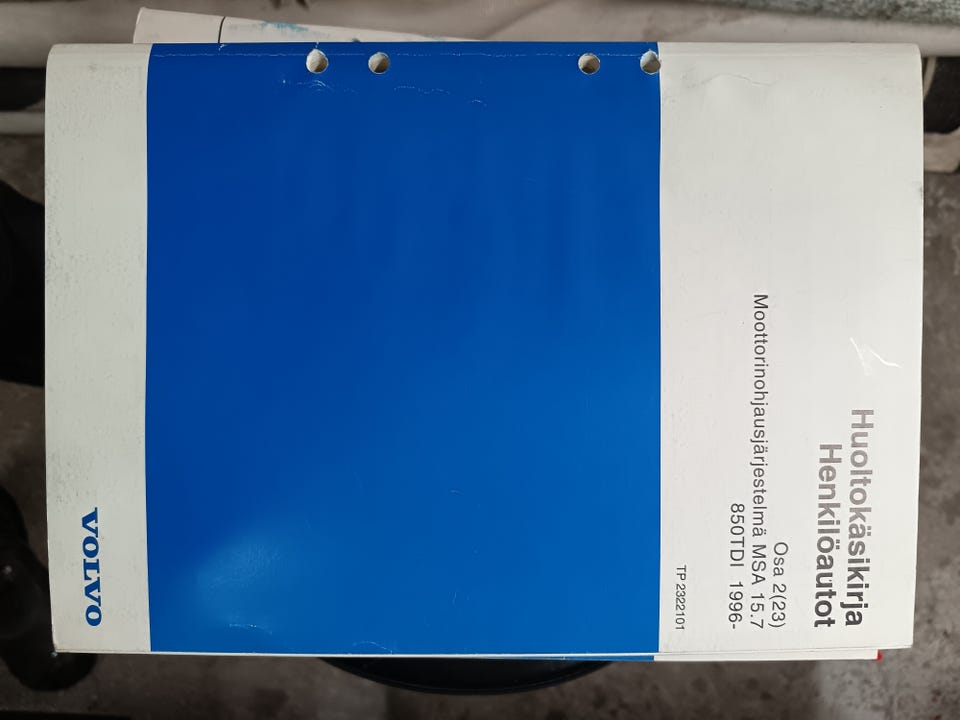 Huoltokäsikirja
Henkilöautot
Osa 2(23)
Moottorinohjausjärjestelmä MSA 15.7
850TDI 1996-
TP 2322101
VOLVO